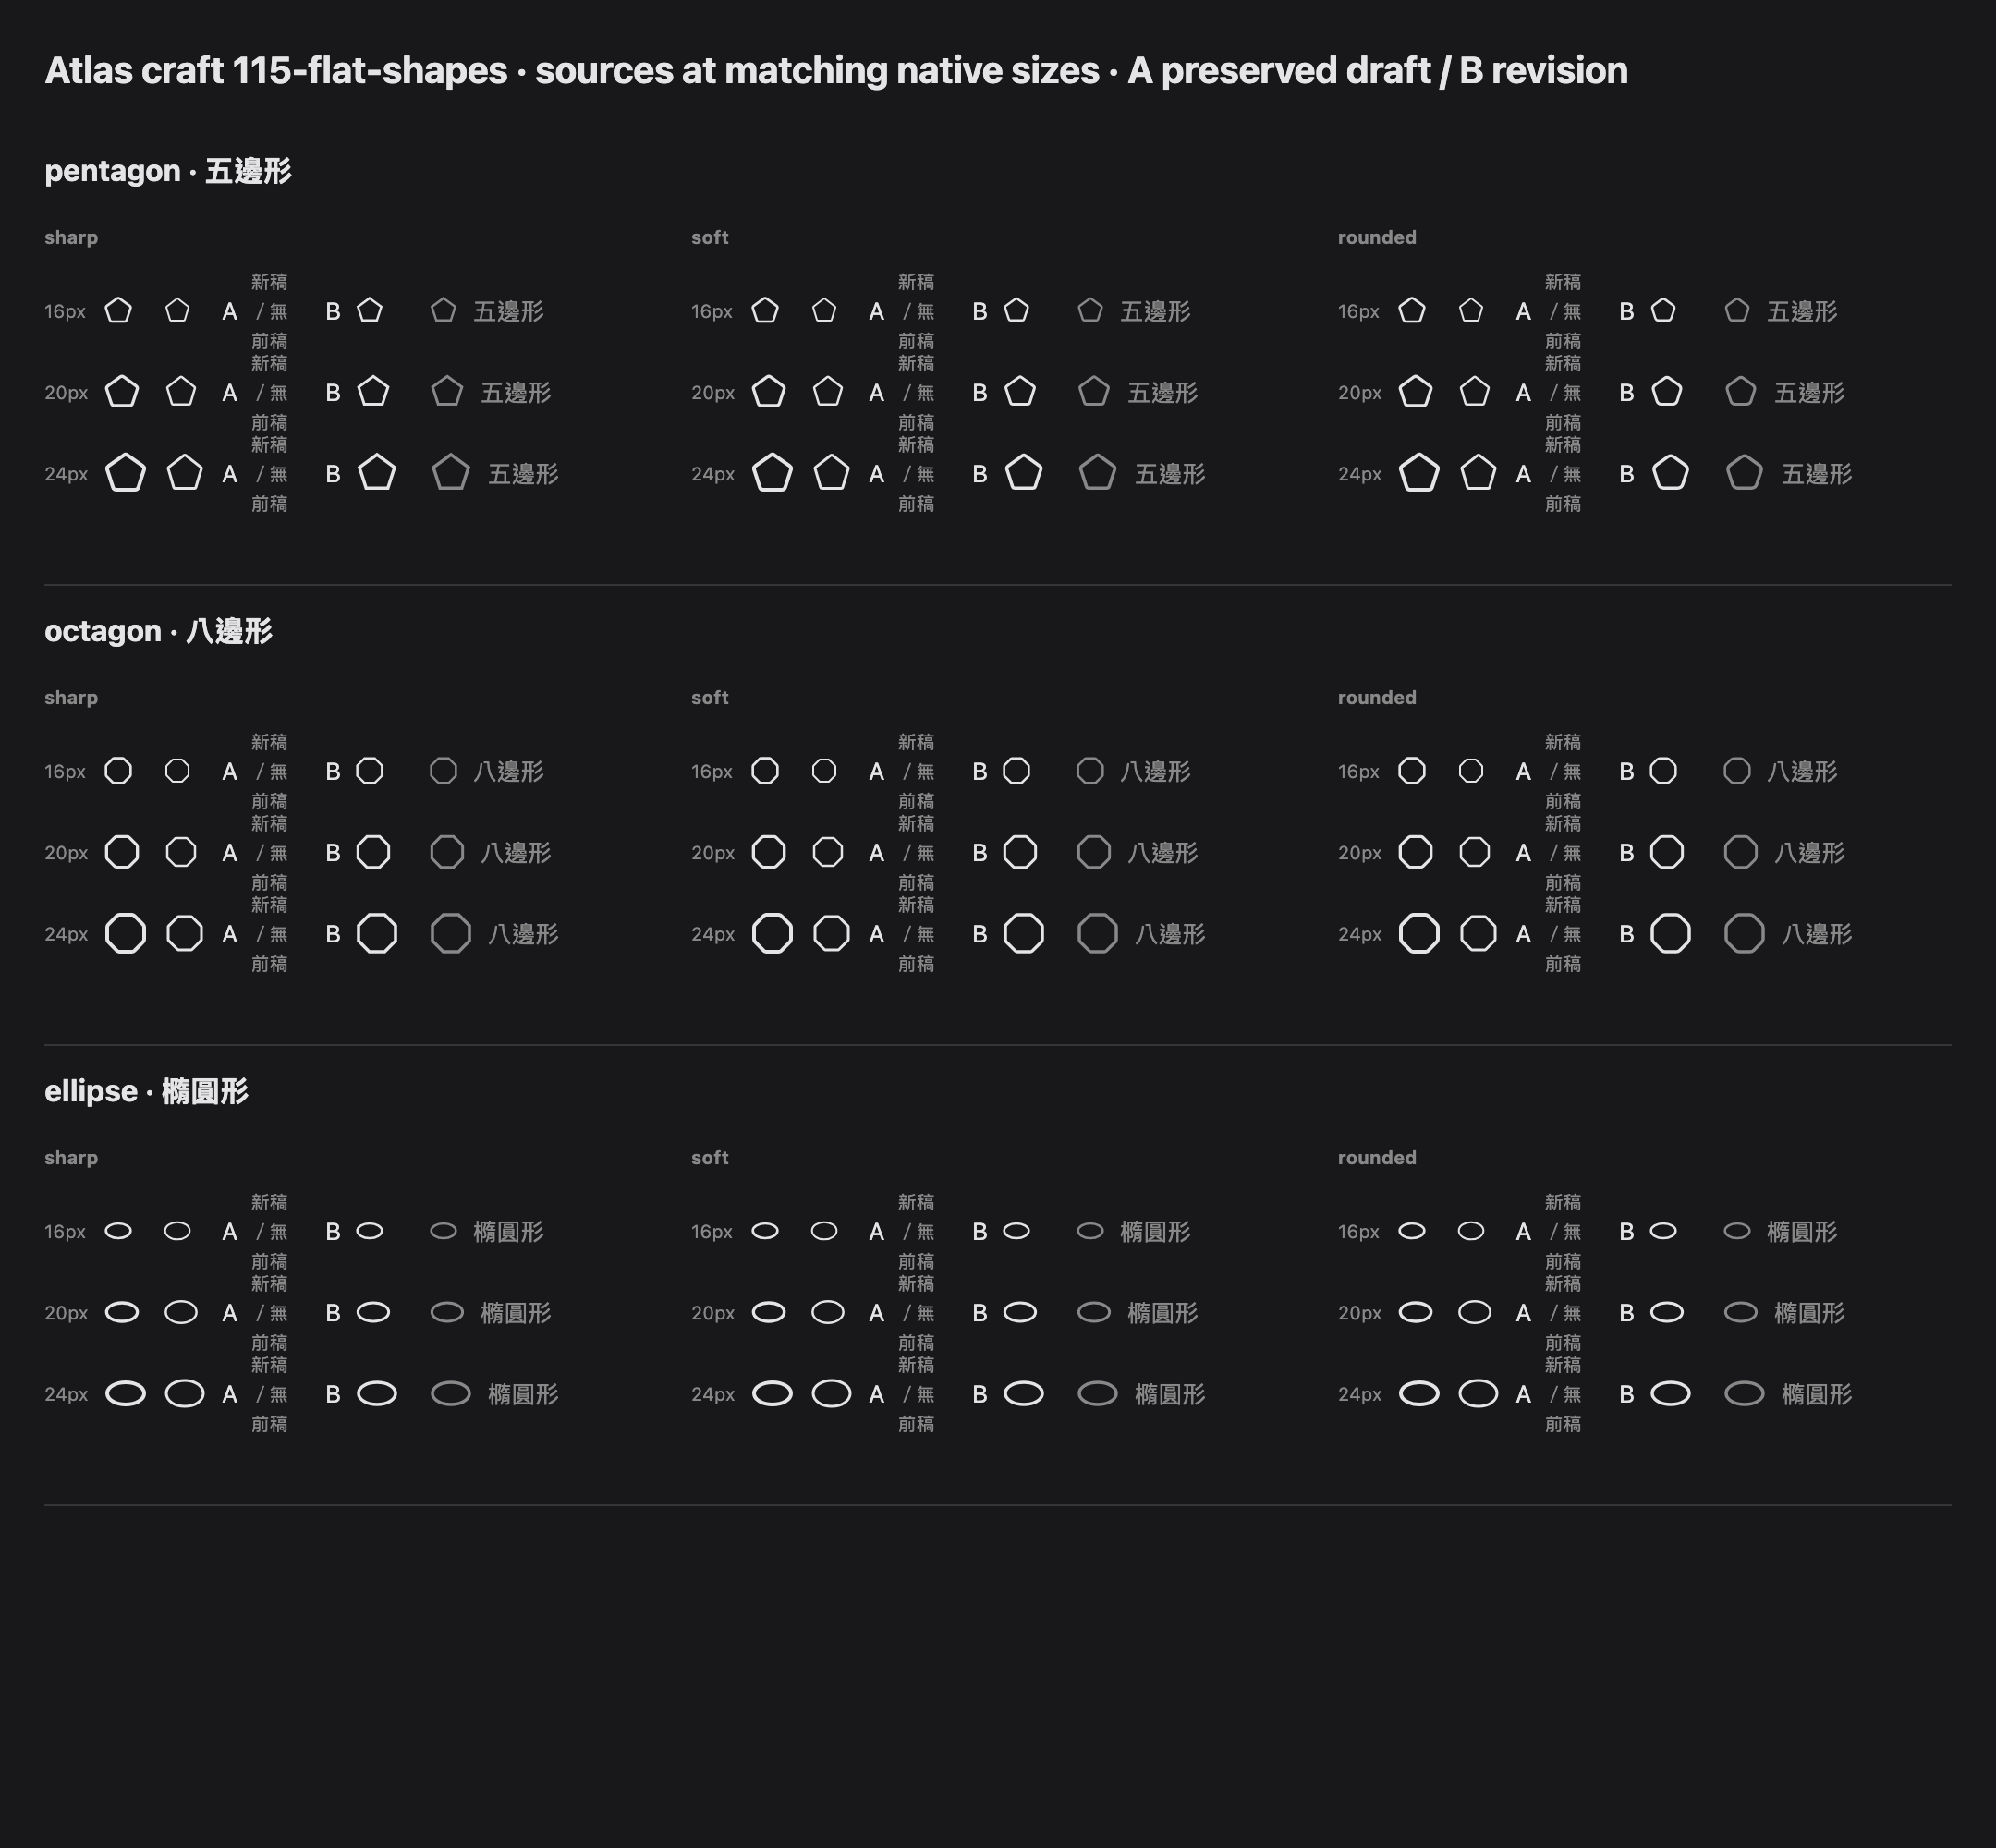 Atlas craft 115-flat-shapes · sources at matching native sizes · A preserved draft / B revision
pentagon · 五邊形
sharp
16px A 新稿 / 無前稿 B 五邊形
20px A 新稿 / 無前稿 B 五邊形
24px A 新稿 / 無前稿 B 五邊形
soft
16px A 新稿 / 無前稿 B 五邊形
20px A 新稿 / 無前稿 B 五邊形
24px A 新稿 / 無前稿 B 五邊形
rounded
16px A 新稿 / 無前稿 B 五邊形
20px A 新稿 / 無前稿 B 五邊形
24px A 新稿 / 無前稿 B 五邊形
octagon · 八邊形
sharp
16px A 新稿 / 無前稿 B 八邊形
20px A 新稿 / 無前稿 B 八邊形
24px A 新稿 / 無前稿 B 八邊形
soft
16px A 新稿 / 無前稿 B 八邊形
20px A 新稿 / 無前稿 B 八邊形
24px A 新稿 / 無前稿 B 八邊形
rounded
16px A 新稿 / 無前稿 B 八邊形
20px A 新稿 / 無前稿 B 八邊形
24px A 新稿 / 無前稿 B 八邊形
ellipse · 橢圓形
sharp
16px A 新稿 / 無前稿 B 橢圓形
20px A 新稿 / 無前稿 B 橢圓形
24px A 新稿 / 無前稿 B 橢圓形
soft
16px A 新稿 / 無前稿 B 橢圓形
20px A 新稿 / 無前稿 B 橢圓形
24px A 新稿 / 無前稿 B 橢圓形
rounded
16px A 新稿 / 無前稿 B 橢圓形
20px A 新稿 / 無前稿 B 橢圓形
24px A 新稿 / 無前稿 B 橢圓形